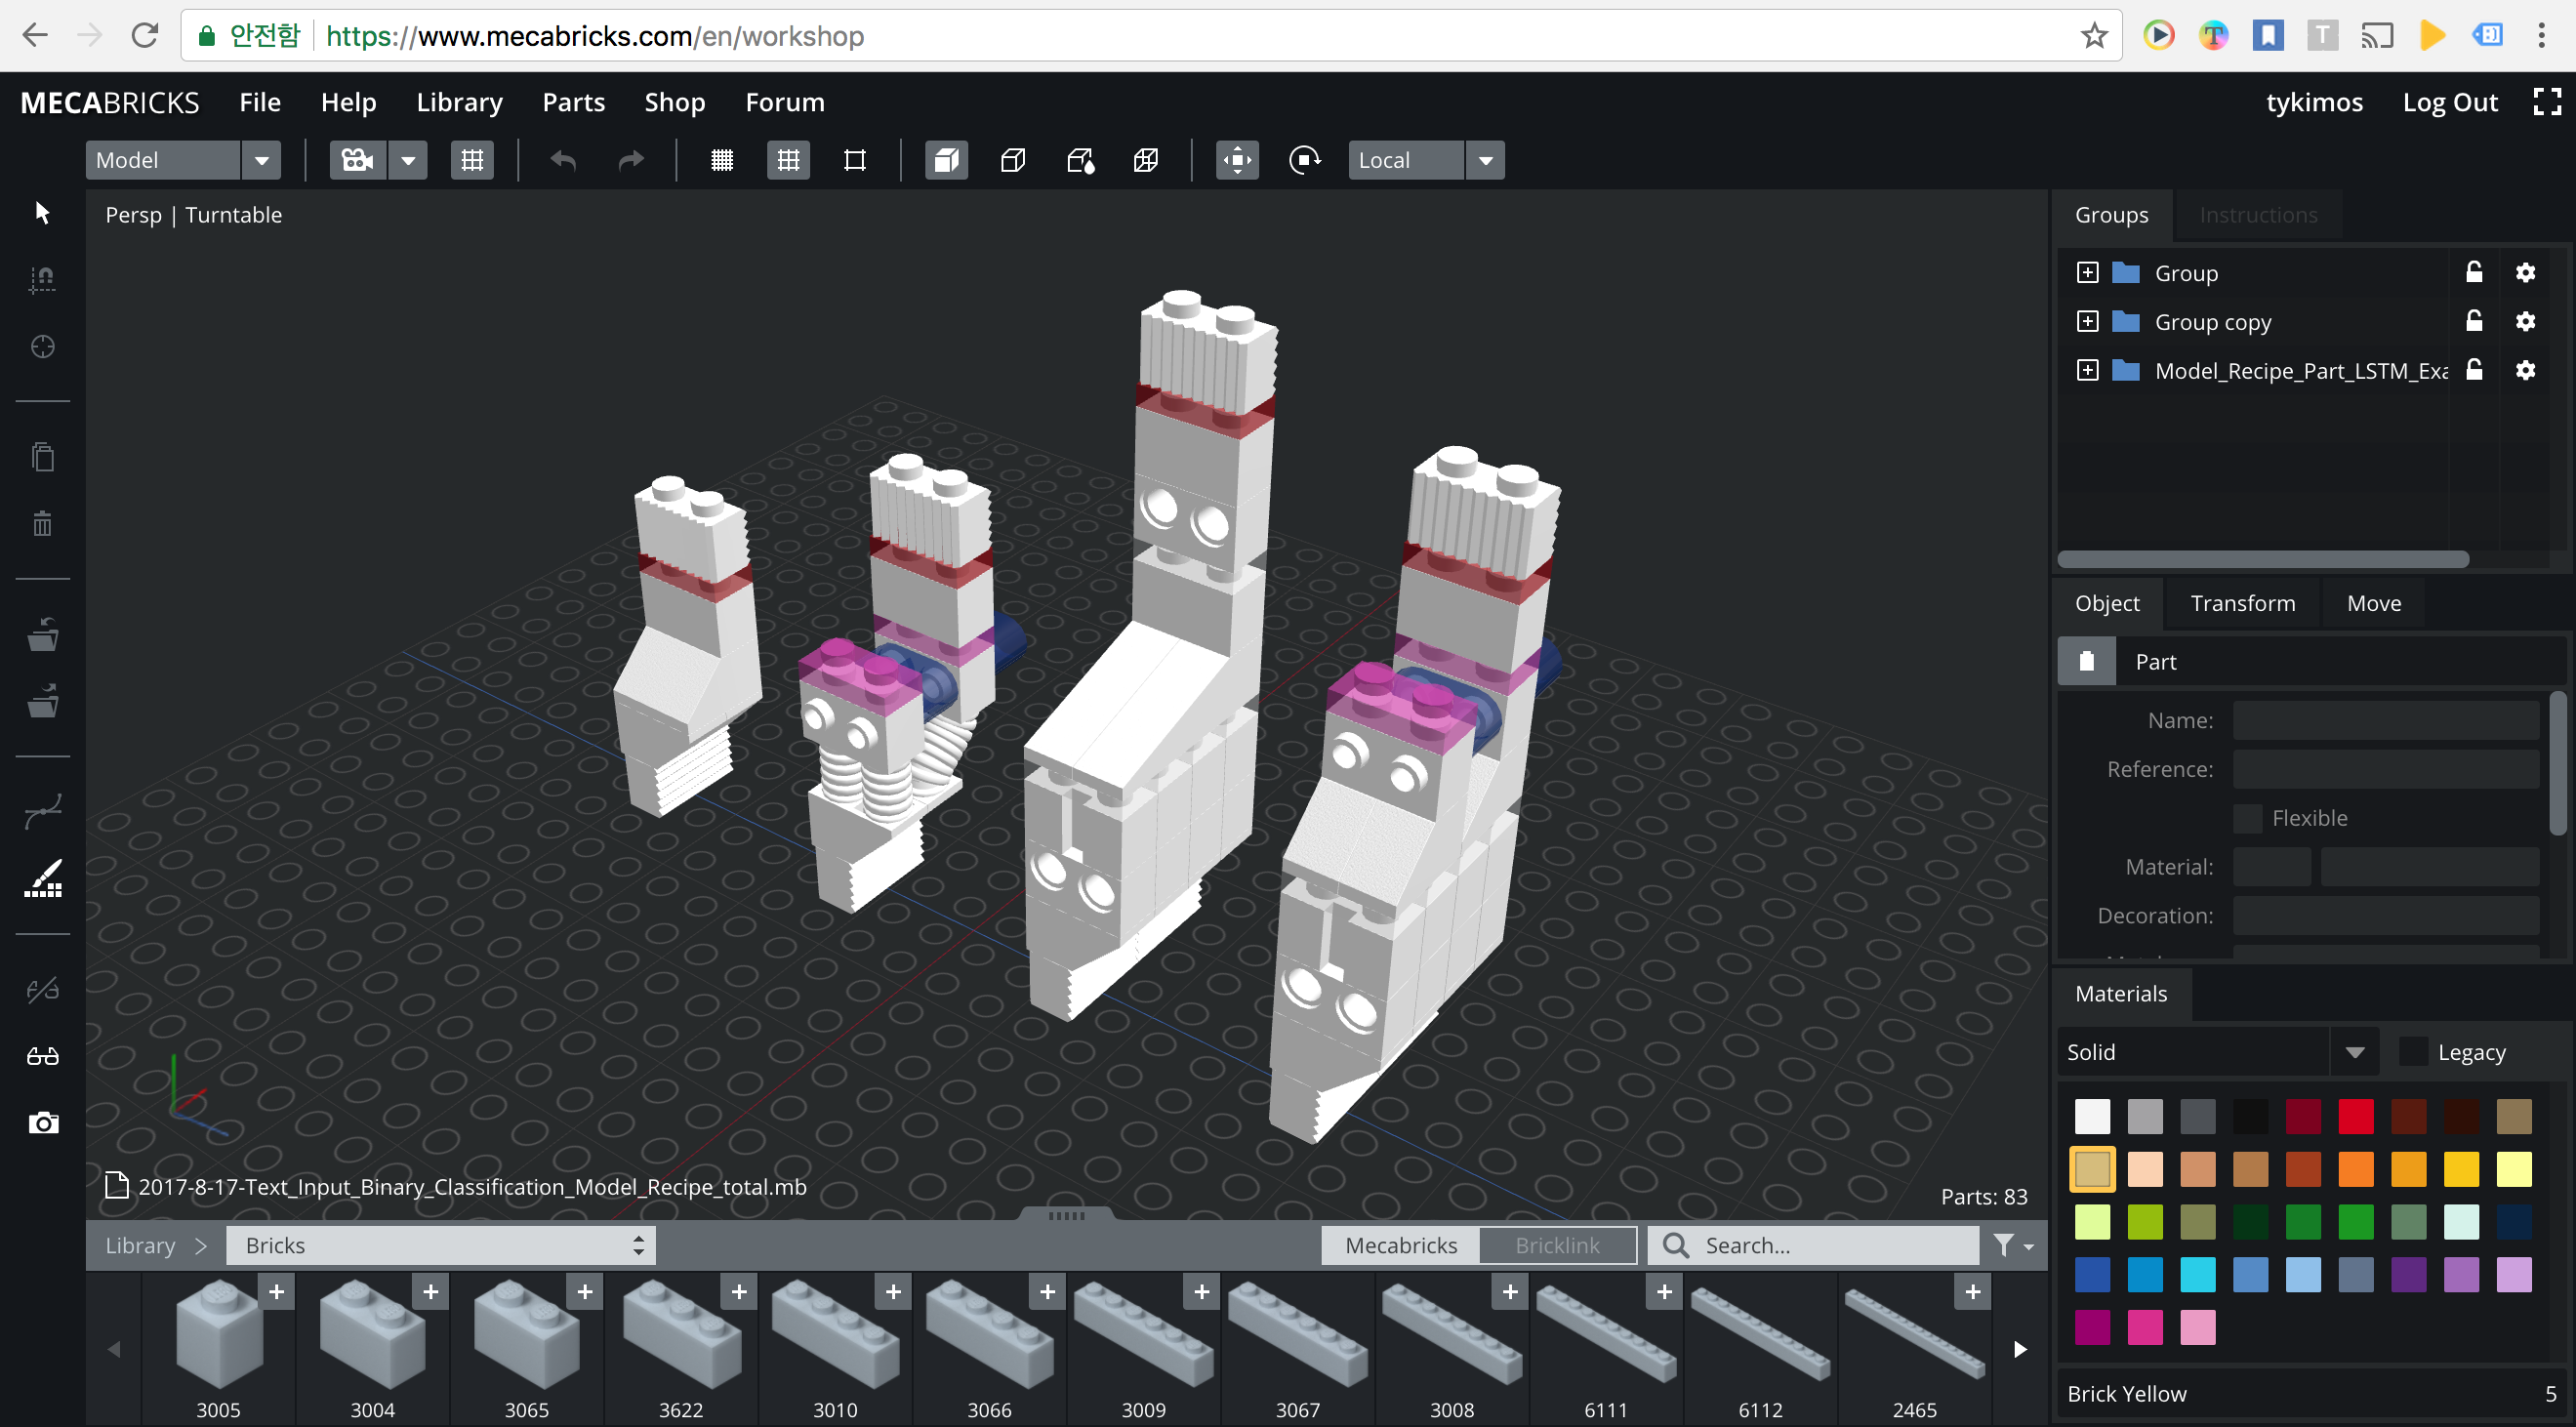 안전함 https://www.mecabricks.com/en/workshop
MECABRICKS File Help Library Parts Shop Forum tykimos Log Out
Model Local
Persp | Turntable
Groups Instructions
Group
Group copy
Model_Recipe_Part_LSTM_Exa
Object Transform Move
Part
Name:
Reference:
Flexible
Material:
Decoration:
Materials
Solid Legacy
2017-8-17-Text_Input_Binary_Classification_Model_Recipe_total.mb
Parts: 83
Library > Bricks Mecabricks Bricklink Search...
3005 3004 3065 3622 3010 3066 3009 3067 3008 6111 6112 2465
Brick Yellow 5